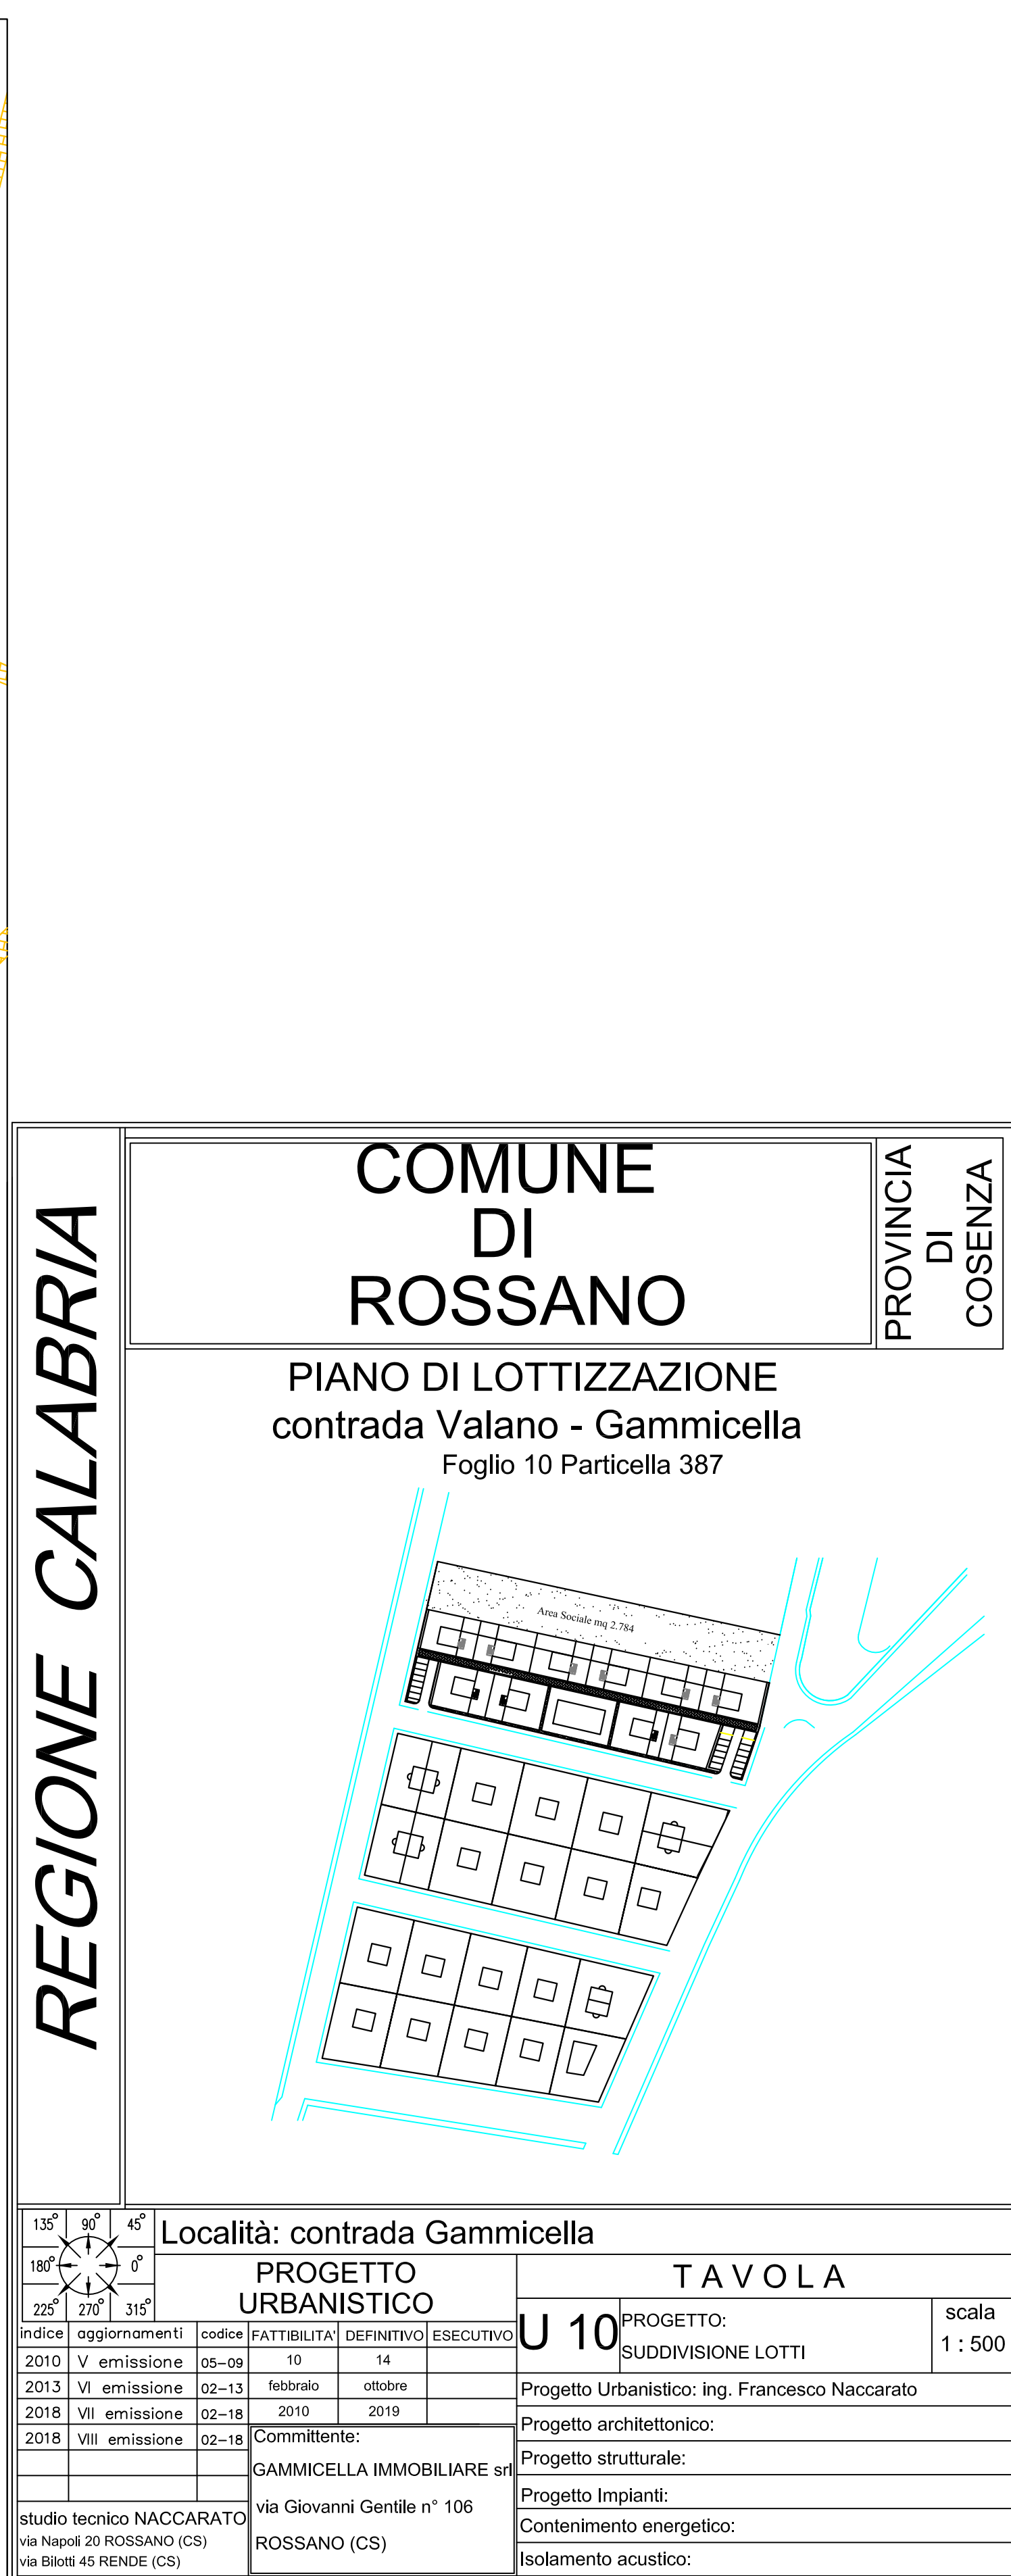 REGIONE CALABRIA
COMUNE
DI
ROSSANO
PROVINCIA
DI
COSENZA
PIANO DI LOTTIZZAZIONE
contrada Valano - Gammicella
Foglio 10 Particella 387
Area Sociale mq 2.784
135° 90° 45°
180° 0°
225° 270° 315°
Località: contrada Gammicella
PROGETTO
URBANISTICO
TAVOLA
U 10
PROGETTO:
SUDDIVISIONE LOTTI
scala
1 : 500
indice aggiornamenti codice FATTIBILITA' DEFINITIVO ESECUTIVO
2010 V emissione 05-09 10 14
2013 VI emissione 02-13 febbraio ottobre
2018 VII emissione 02-18 2010 2019
2018 VIII emissione 02-18
Committente:
GAMMICELLA IMMOBILIARE srl
via Giovanni Gentile n° 106
ROSSANO (CS)
studio tecnico NACCARATO
via Napoli 20 ROSSANO (CS)
via Bilotti 45 RENDE (CS)
Progetto Urbanistico: ing. Francesco Naccarato
Progetto architettonico:
Progetto strutturale:
Progetto Impianti:
Contenimento energetico:
Isolamento acustico: